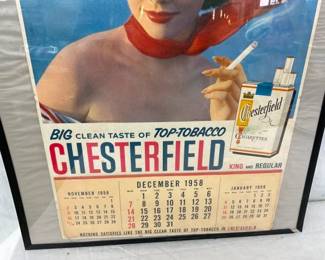 Chesterfield
CIGARETTES
BIG CLEAN TASTE OF TOP-TOBACCO
CHESTERFIELD
KING and REGULAR
NOVEMBER 1958
DECEMBER 1958
JANUARY 1959
1 2 3 4 5 6
7 8 9 10 11 12 13
14 15 16 17 18 19 20
21 22 23 24 25 26 27
28 29 30 31
NOTHING SATISFIES LIKE THE BIG CLEAN TASTE OF TOP-TOBACCO IN CHESTERFIELD